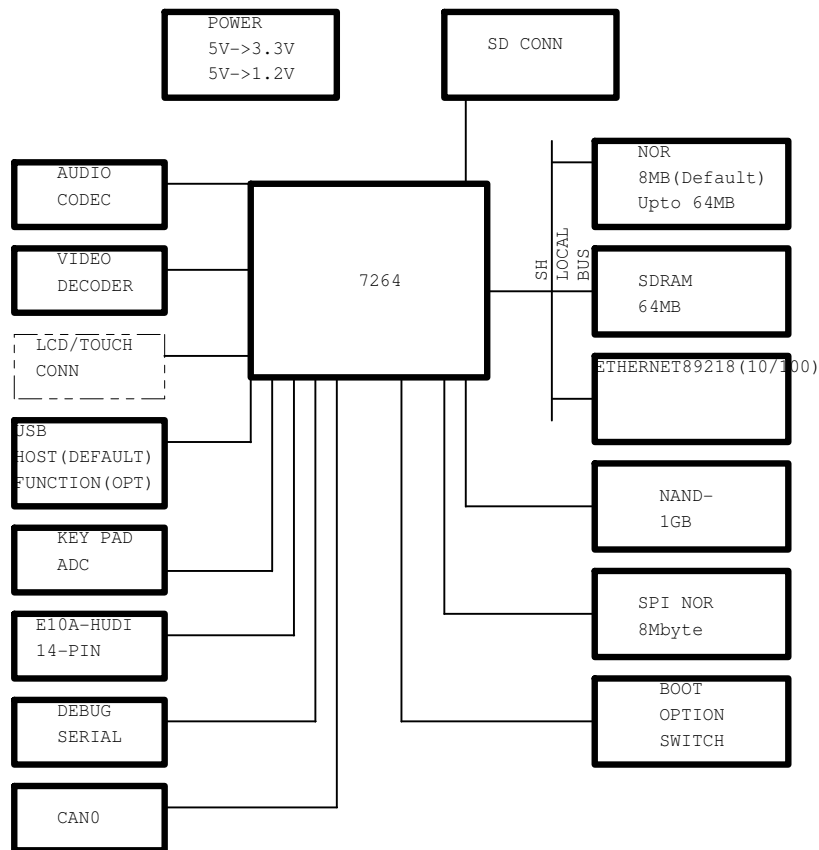 POWER
5V->3.3V
5V->1.2V
SD CONN
AUDIO
CODEC
VIDEO
DECODER
LCD/TOUCH
CONN
USB
HOST(DEFAULT)
FUNCTION(OPT)
KEY PAD
ADC
E10A-HUDI
14-PIN
DEBUG
SERIAL
CAN0
7264
SH
LOCAL
BUS
NOR
8MB(Default)
Upto 64MB
SDRAM
64MB
ETHERNET89218(10/100)
NAND-
1GB
SPI NOR
8Mbyte
BOOT
OPTION
SWITCH